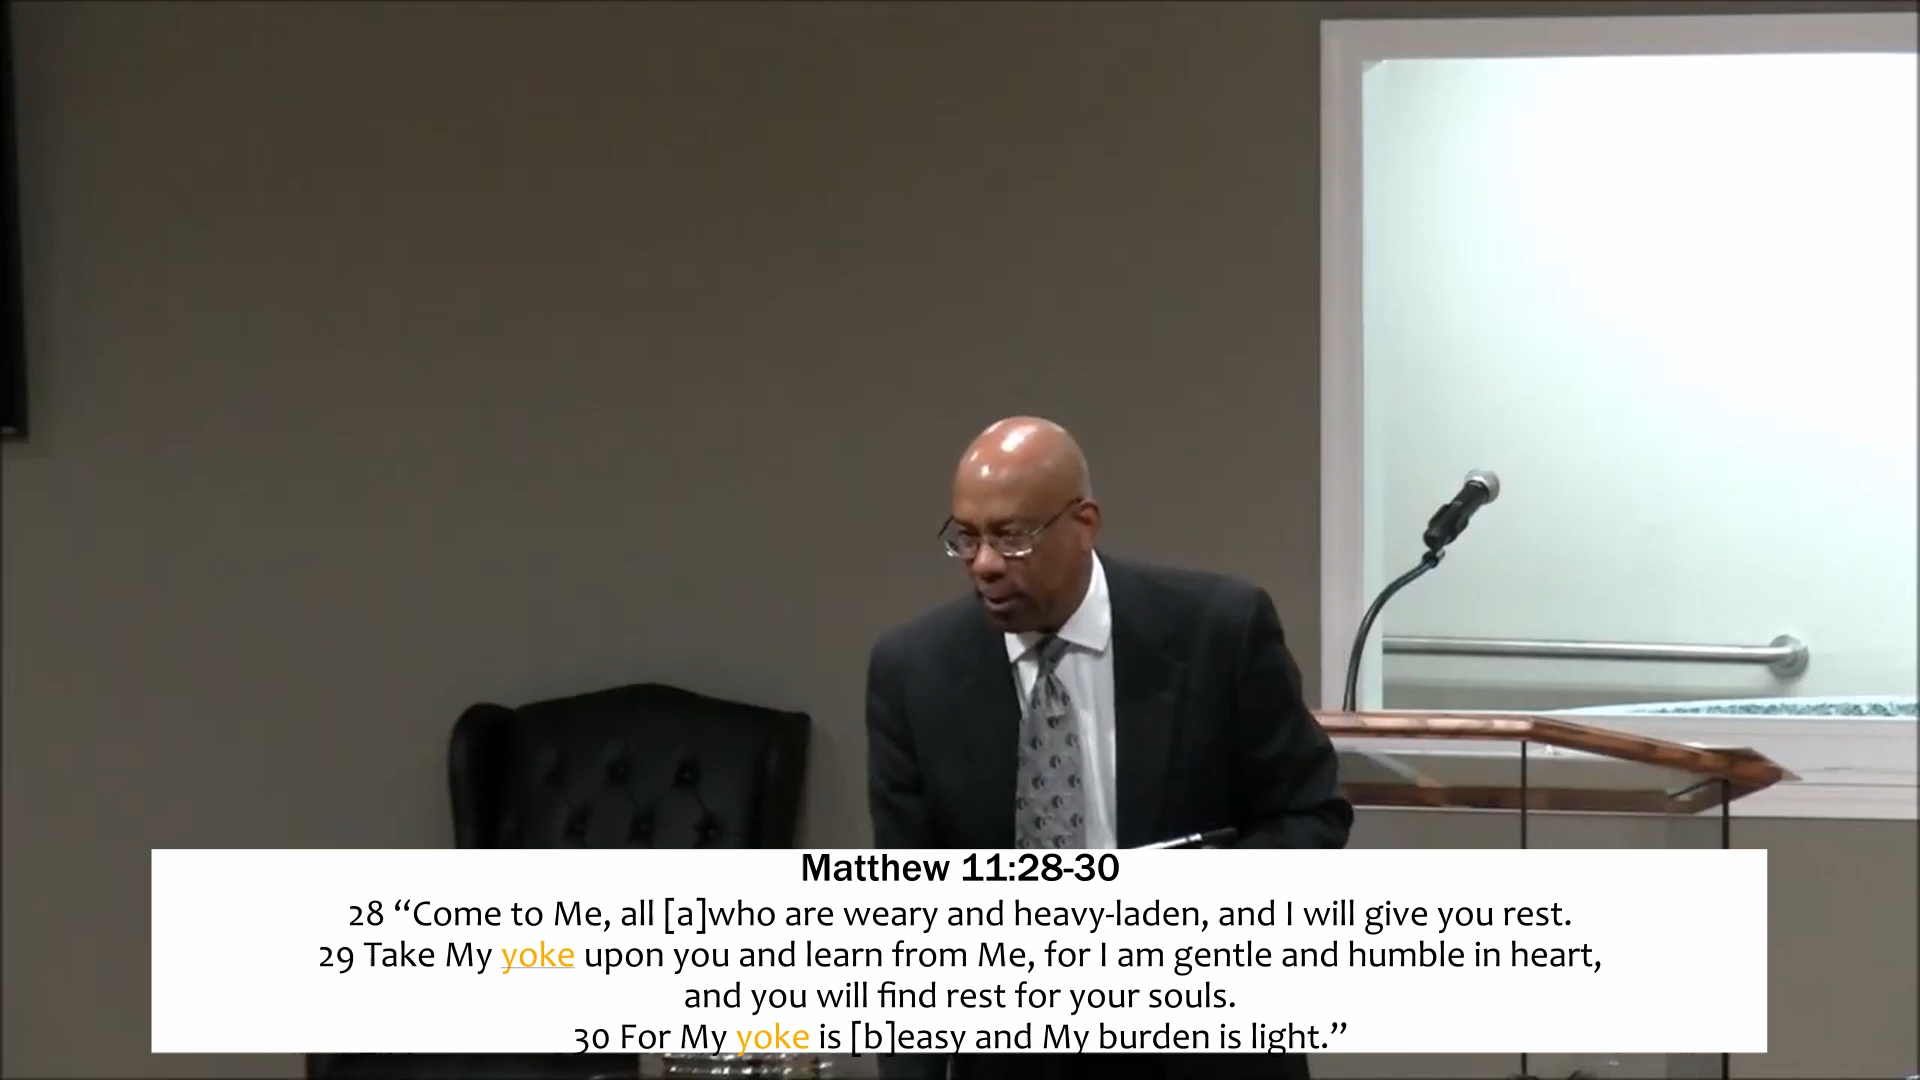 Matthew 11:28-30
28 “Come to Me, all [a]who are weary and heavy-laden, and I will give you rest.
29 Take My yoke upon you and learn from Me, for I am gentle and humble in heart,
and you will find rest for your souls.
30 For My yoke is [b]easy and My burden is light.”